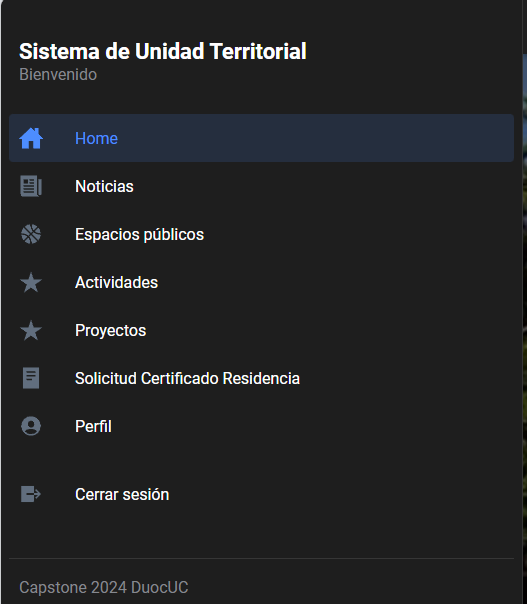 Sistema de Unidad Territorial
Bienvenido
Home
Noticias
Espacios públicos
Actividades
Proyectos
Solicitud Certificado Residencia
Perfil
Cerrar sesión
Capstone 2024 DuocUC